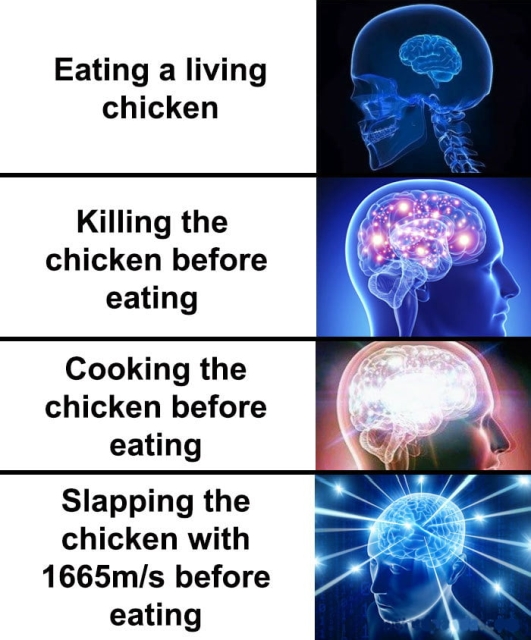 Eating a living
chicken
Killing the
chicken before
eating
Cooking the
chicken before
eating
Slapping the
chicken with
1665m/s before
eating